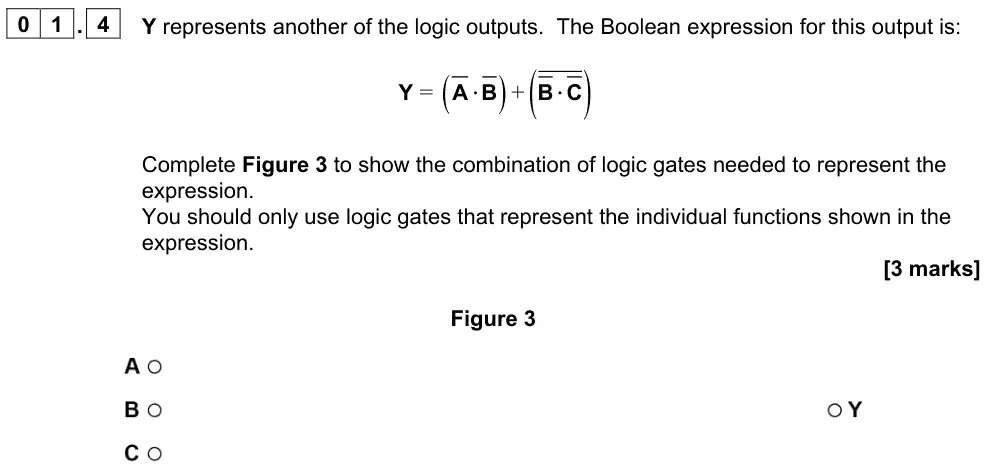 0 1 . 4 Y represents another of the logic outputs. The Boolean expression for this output is:
Y = (A̅ · B̅) + (\overline{B̅ · C̅})
Complete Figure 3 to show the combination of logic gates needed to represent the
expression.
You should only use logic gates that represent the individual functions shown in the
expression.
[3 marks]
Figure 3
A
B
Y
C